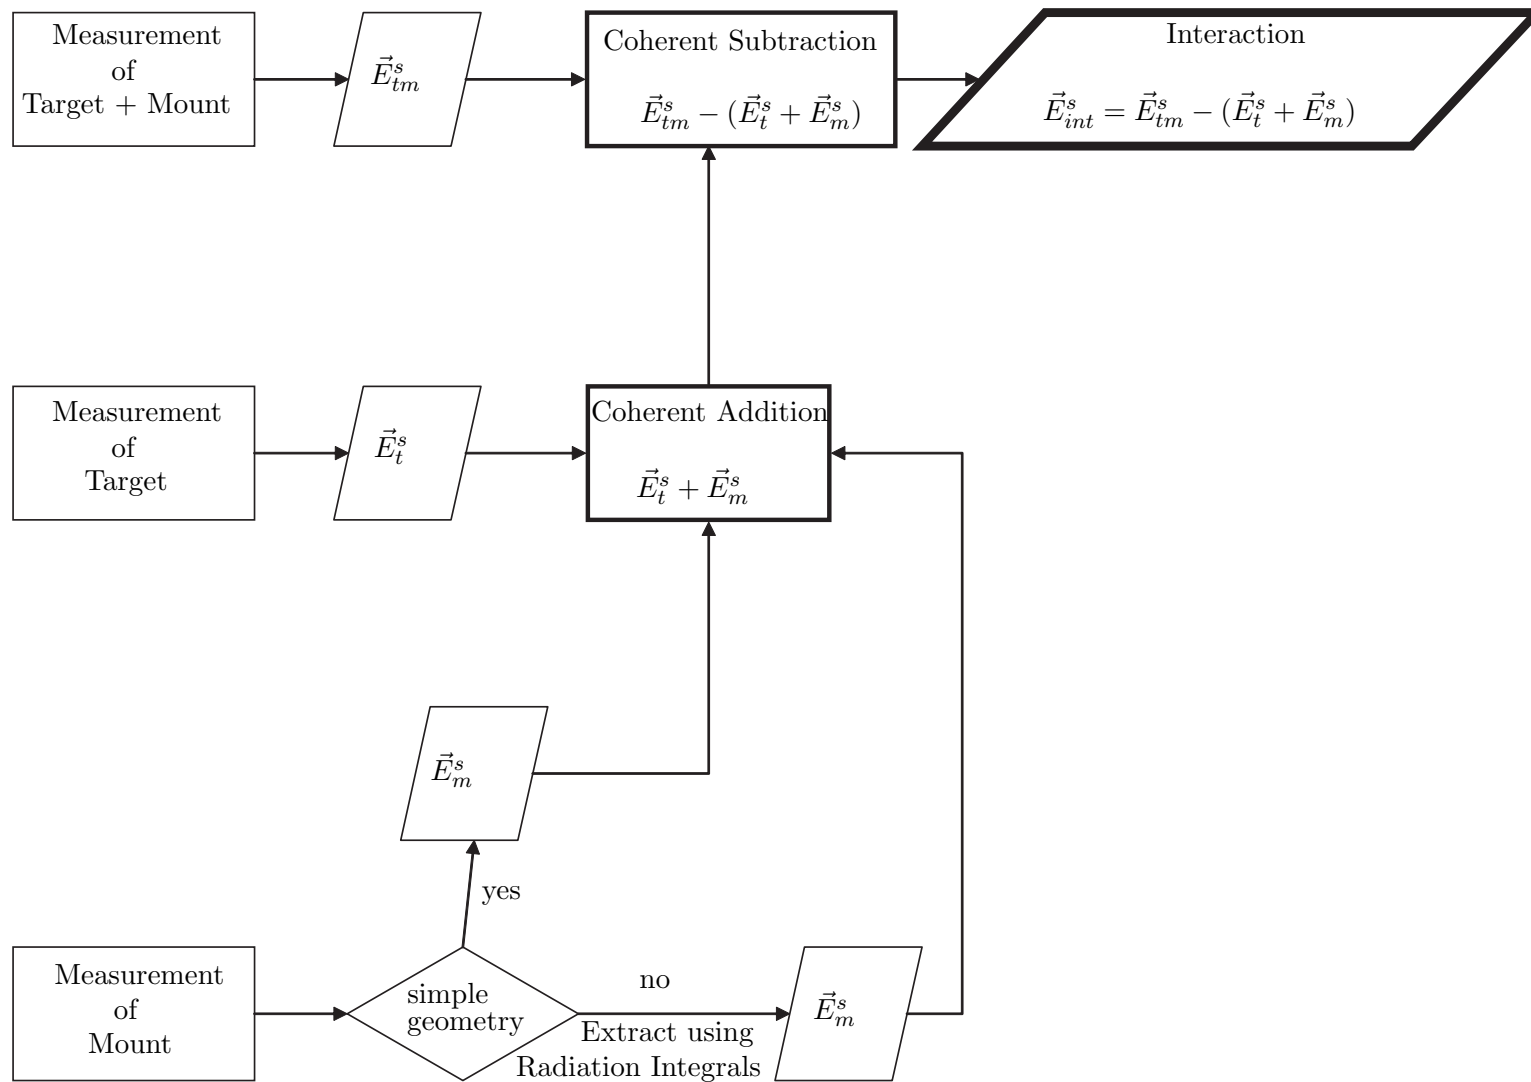 Measurement
of
Target + Mount
$\vec{E}^s_{tm}$
Coherent Subtraction
$\vec{E}^s_{tm} - (\vec{E}^s_t + \vec{E}^s_m)$
Interaction
$\vec{E}^s_{int} = \vec{E}^s_{tm} - (\vec{E}^s_t + \vec{E}^s_m)$
Measurement
of
Target
$\vec{E}^s_t$
Coherent Addition
$\vec{E}^s_t + \vec{E}^s_m$
$\vec{E}^s_m$
yes
Measurement
of
Mount
simple
geometry
no
Extract using
Radiation Integrals
$\vec{E}^s_m$